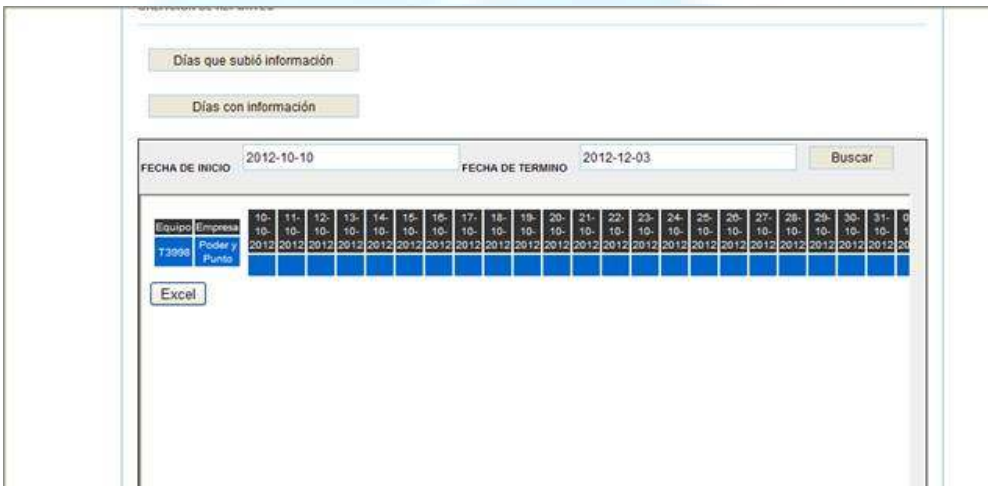 Días que subió información
Días con información
FECHA DE INICIO 2012-10-10 FECHA DE TERMINO 2012-12-03 Buscar
Equipo Empresa 10-10-2012 11-10-2012 12-10-2012 13-10-2012 14-10-2012 15-10-2012 16-10-2012 17-10-2012 18-10-2012 19-10-2012 20-10-2012 21-10-2012 22-10-2012 23-10-2012 24-10-2012 25-10-2012 26-10-2012 27-10-2012 28-10-2012 29-10-2012 30-10-2012 31-10-2012
T3998 Poder y Punto
Excel